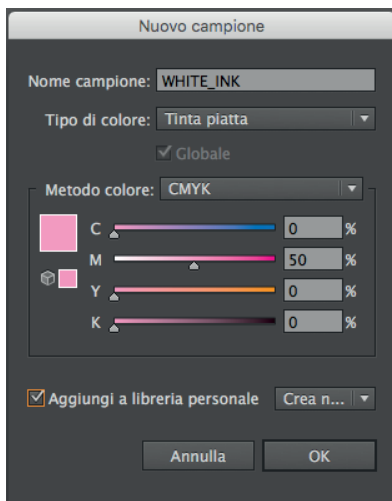 Nuovo campione
Nome campione: WHITE_INK
Tipo di colore: Tinta piatta
Globale
Metodo colore: CMYK
C 0 %
M 50 %
Y 0 %
K 0 %
Aggiungi a libreria personale Crea n...
Annulla OK